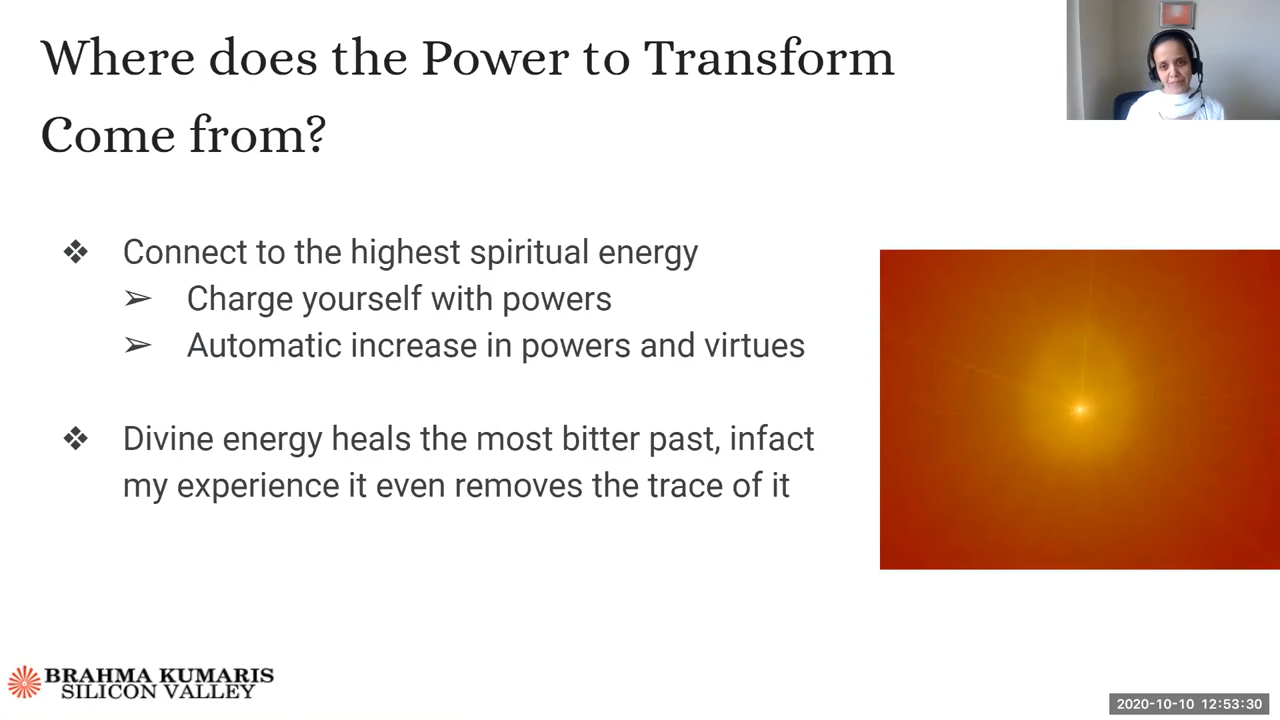 Where does the Power to Transform
Come from?
❖ Connect to the highest spiritual energy
➢ Charge yourself with powers
➢ Automatic increase in powers and virtues
❖ Divine energy heals the most bitter past, infact
my experience it even removes the trace of it
BRAHMA KUMARIS
SILICON VALLEY
2020-10-10 12:53:30